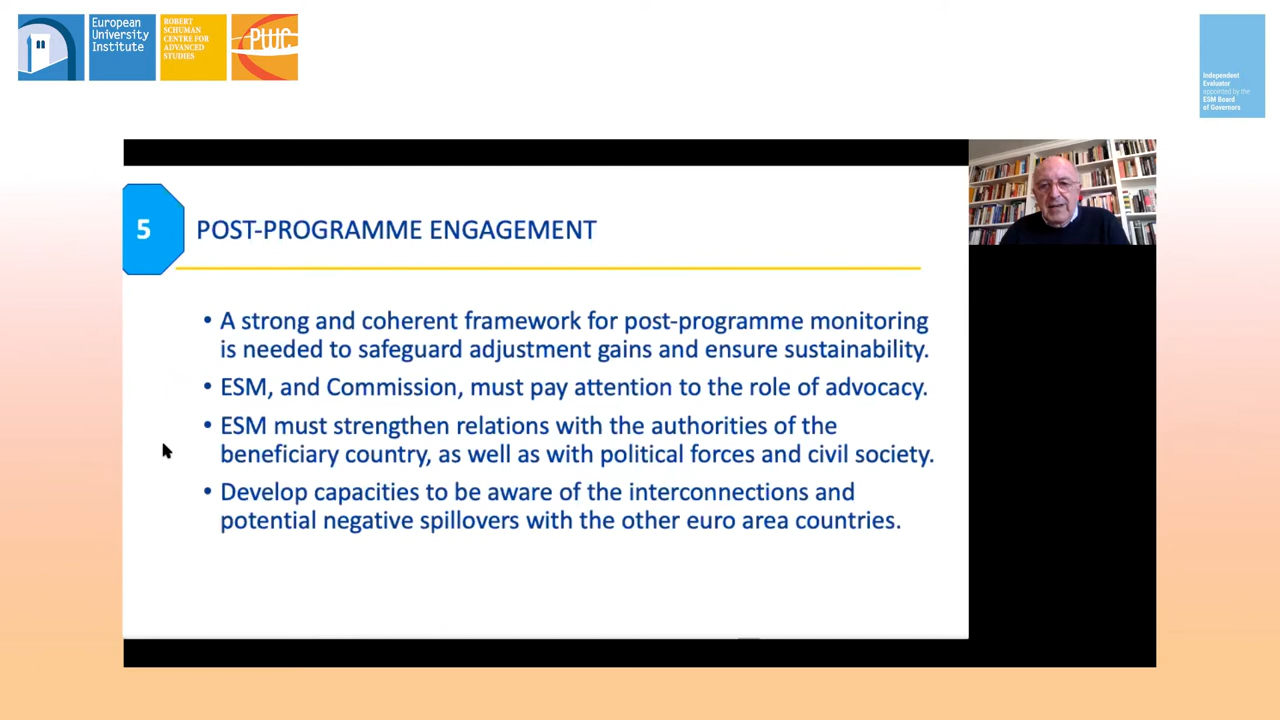 European
University
Institute
ROBERT
SCHUMAN
CENTRE FOR
ADVANCED
STUDIES
PWC
Independent
Evaluator
appointed by the
ESM Board
of Governors
5
POST-PROGRAMME ENGAGEMENT
• A strong and coherent framework for post-programme monitoring
is needed to safeguard adjustment gains and ensure sustainability.
• ESM, and Commission, must pay attention to the role of advocacy.
• ESM must strengthen relations with the authorities of the
beneficiary country, as well as with political forces and civil society.
• Develop capacities to be aware of the interconnections and
potential negative spillovers with the other euro area countries.